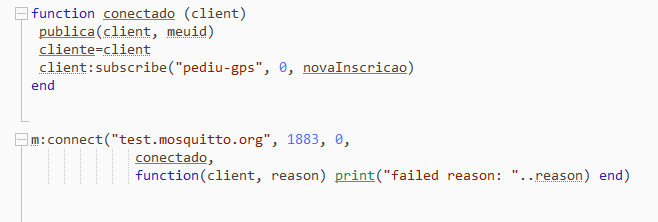 function conectado (client)
publica(client, meuid)
cliente=client
client:subscribe("pediu-gps", 0, novaInscricao)
end
m:connect("test.mosquitto.org", 1883, 0,
conectado,
function(client, reason) print("failed reason: "..reason) end)